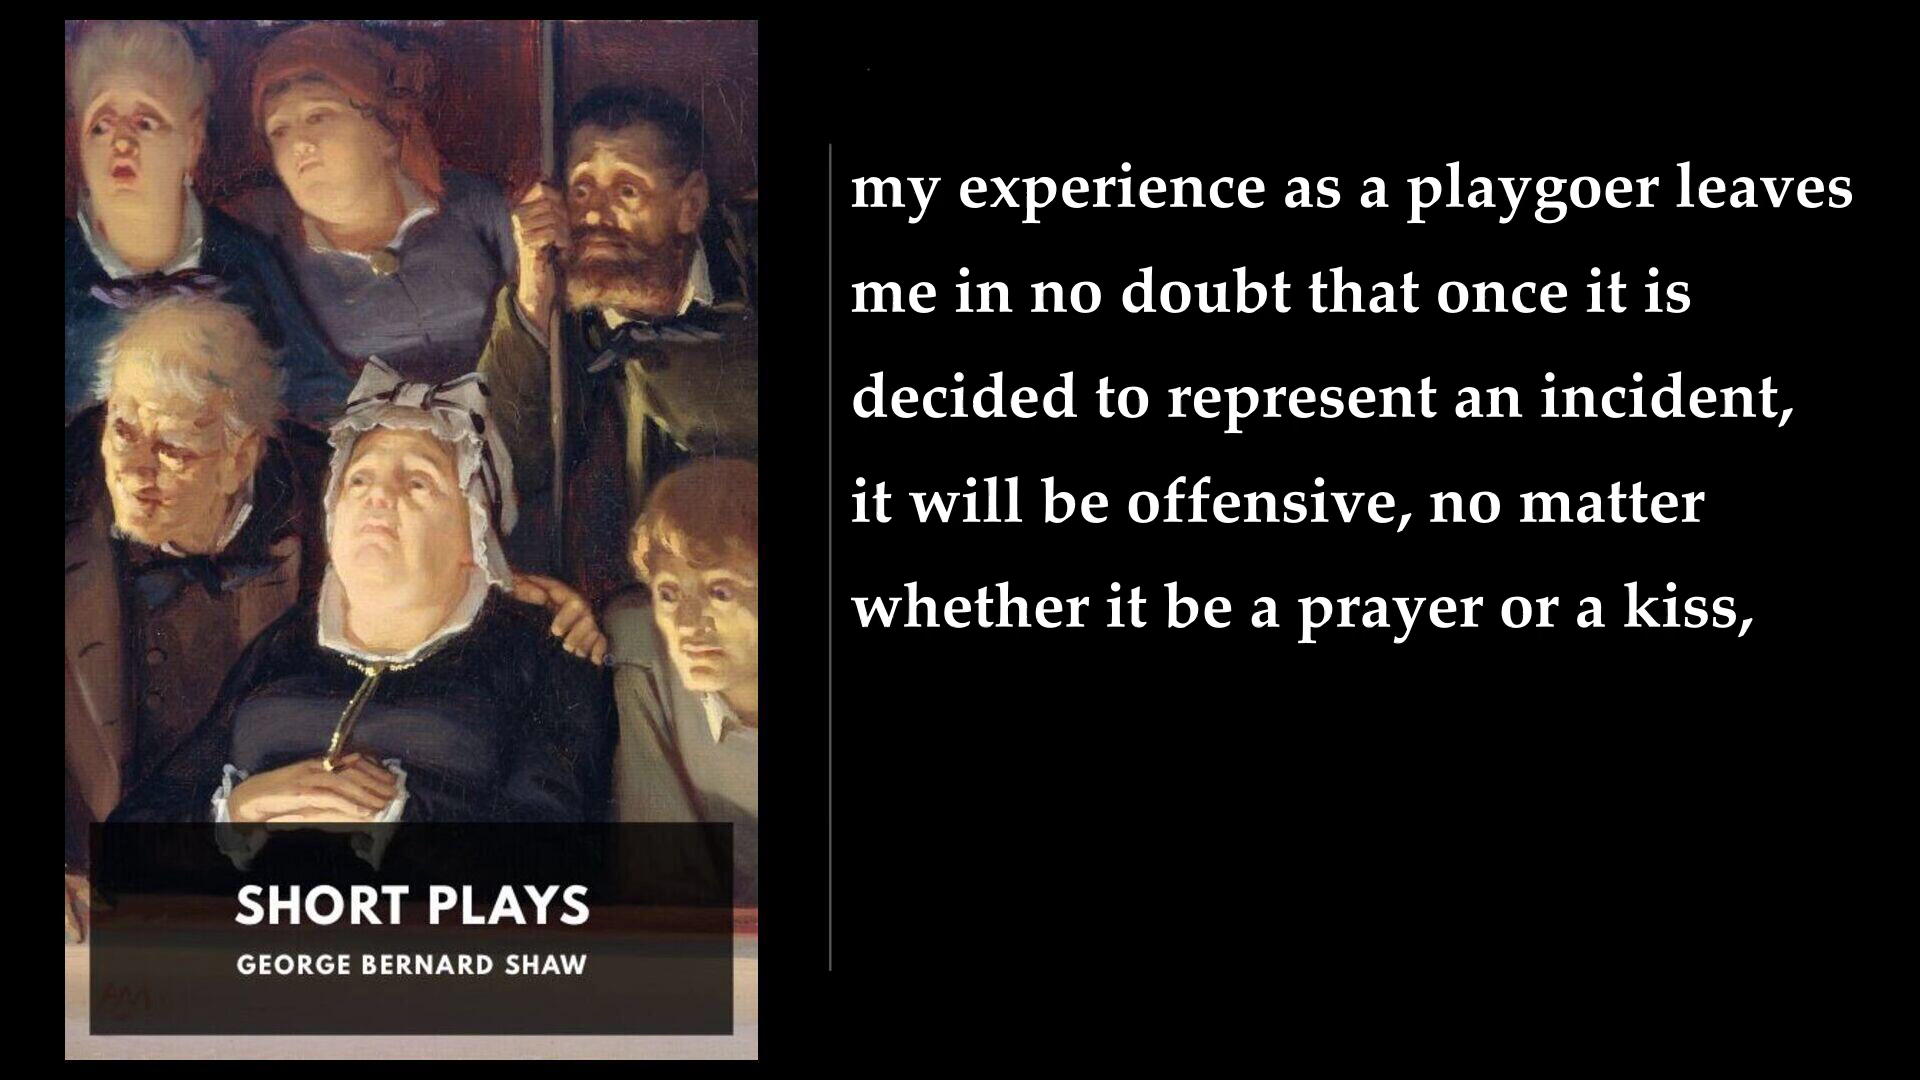 my experience as a playgoer leaves
me in no doubt that once it is
decided to represent an incident,
it will be offensive, no matter
whether it be a prayer or a kiss,
SHORT PLAYS
GEORGE BERNARD SHAW